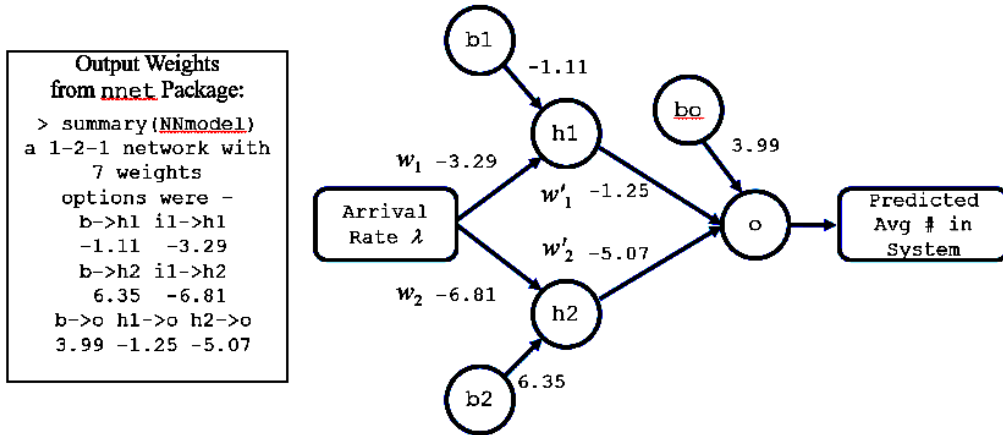 Output Weights
from nnet Package:
> summary(NNmodel)
a 1-2-1 network with
7 weights
options were -
b->h1 i1->h1
-1.11 -3.29
b->h2 i1->h2
6.35 -6.81
b->o h1->o h2->o
3.99 -1.25 -5.07
b1
-1.11
h1
bo
3.99
w₁ -3.29
w'₁ -1.25
Arrival
Rate λ
o
Predicted
Avg # in
System
w'₂ -5.07
w₂ -6.81
h2
6.35
b2